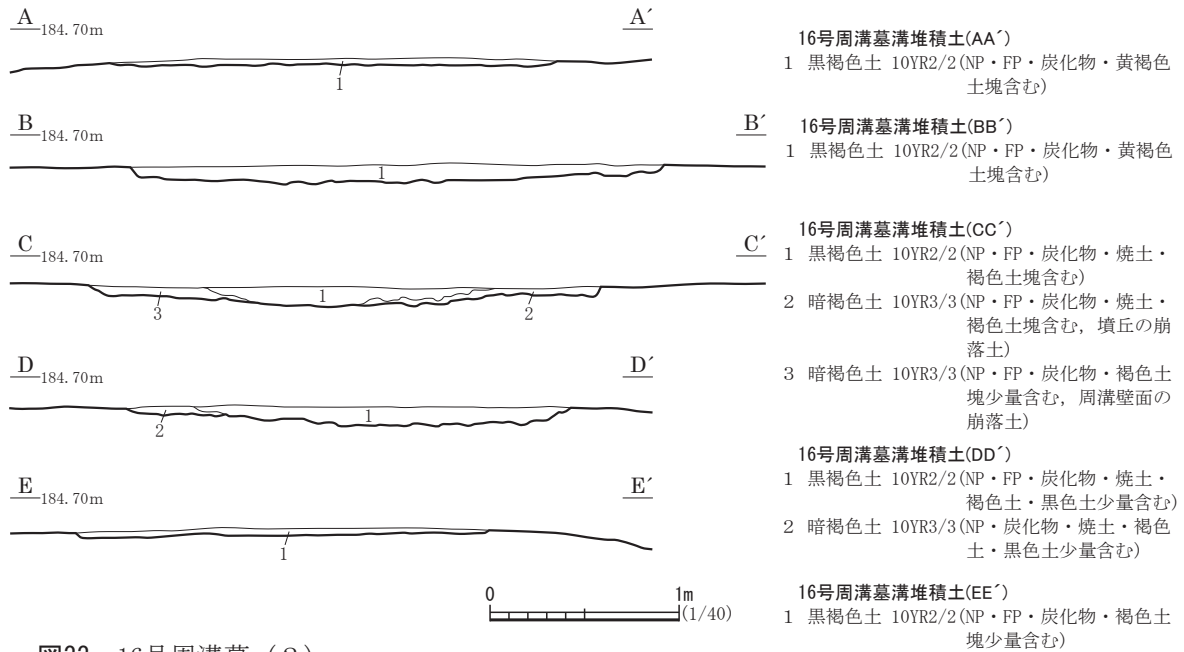 A 184.70m A´
1
B 184.70m B´
1
C 184.70m C´
1
3 2
D 184.70m D´
1
2
E 184.70m E´
1
0 1m
(1/40)
16号周溝墓溝堆積土(AA´)
1 黒褐色土 10YR2/2(NP・FP・炭化物・黄褐色
土塊含む)
16号周溝墓溝堆積土(BB´)
1 黒褐色土 10YR2/2(NP・FP・炭化物・黄褐色
土塊含む)
16号周溝墓溝堆積土(CC´)
1 黒褐色土 10YR2/2(NP・FP・炭化物・焼土・
褐色土塊含む)
2 暗褐色土 10YR3/3(NP・FP・炭化物・焼土・
褐色土塊含む，墳丘の崩
落土)
3 暗褐色土 10YR3/3(NP・FP・炭化物・褐色土
塊少量含む，周溝壁面の
崩落土)
16号周溝墓溝堆積土(DD´)
1 黒褐色土 10YR2/2(NP・FP・炭化物・焼土・
褐色土・黒色土少量含む)
2 暗褐色土 10YR3/3(NP・炭化物・焼土・褐色
土・黒色土少量含む)
16号周溝墓溝堆積土(EE´)
1 黒褐色土 10YR2/2(NP・FP・炭化物・褐色土
塊少量含む)
16号周溝墓（２）